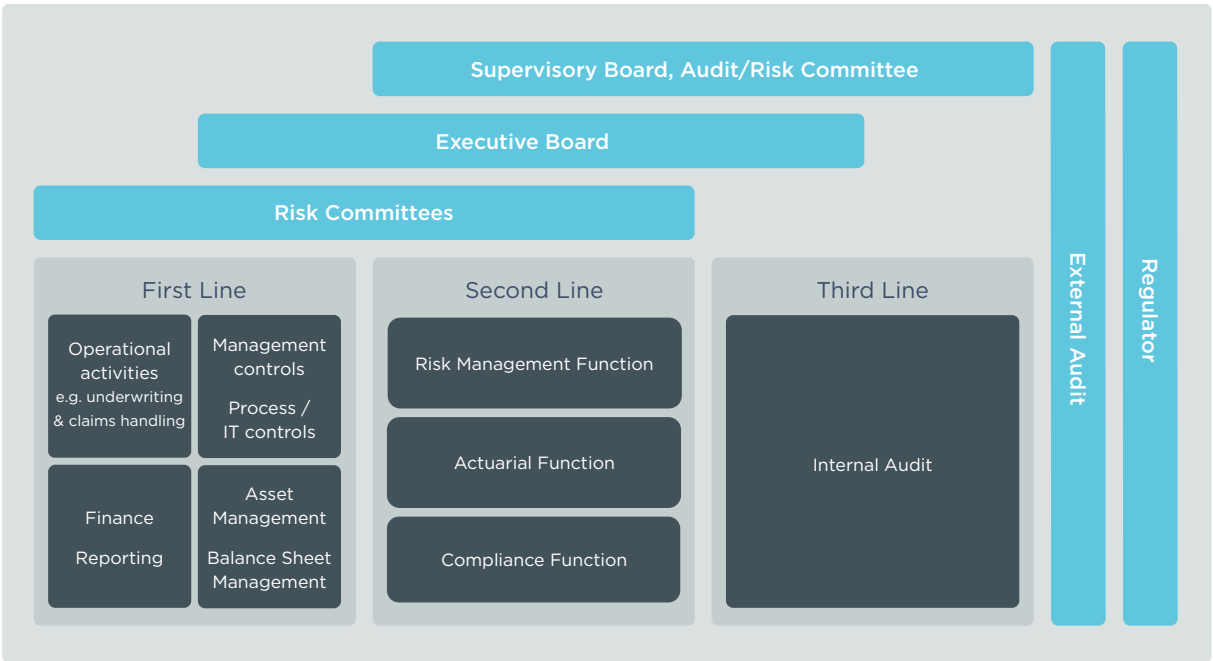 Supervisory Board, Audit/Risk Committee
Executive Board
Risk Committees
First Line
Operational
activities
e.g. underwriting
& claims handling
Management
controls
Process /
IT controls
Finance
Reporting
Asset
Management
Balance Sheet
Management
Second Line
Risk Management Function
Actuarial Function
Compliance Function
Third Line
Internal Audit
External Audit
Regulator